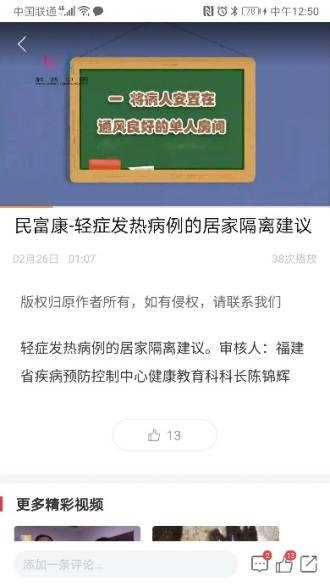 中国联通 4G 78 中午12:50
科普中国
一 将病人安置在
通风良好的单人房间
民富康-轻症发热病例的居家隔离建议
02月26日 01:07 38次播放
版权归原作者所有，如有侵权，请联系我们
轻症发热病例的居家隔离建议。审核人：福建
省疾病预防控制中心健康教育科科长陈锦辉
13
更多精彩视频
添加一条评论... 2 13